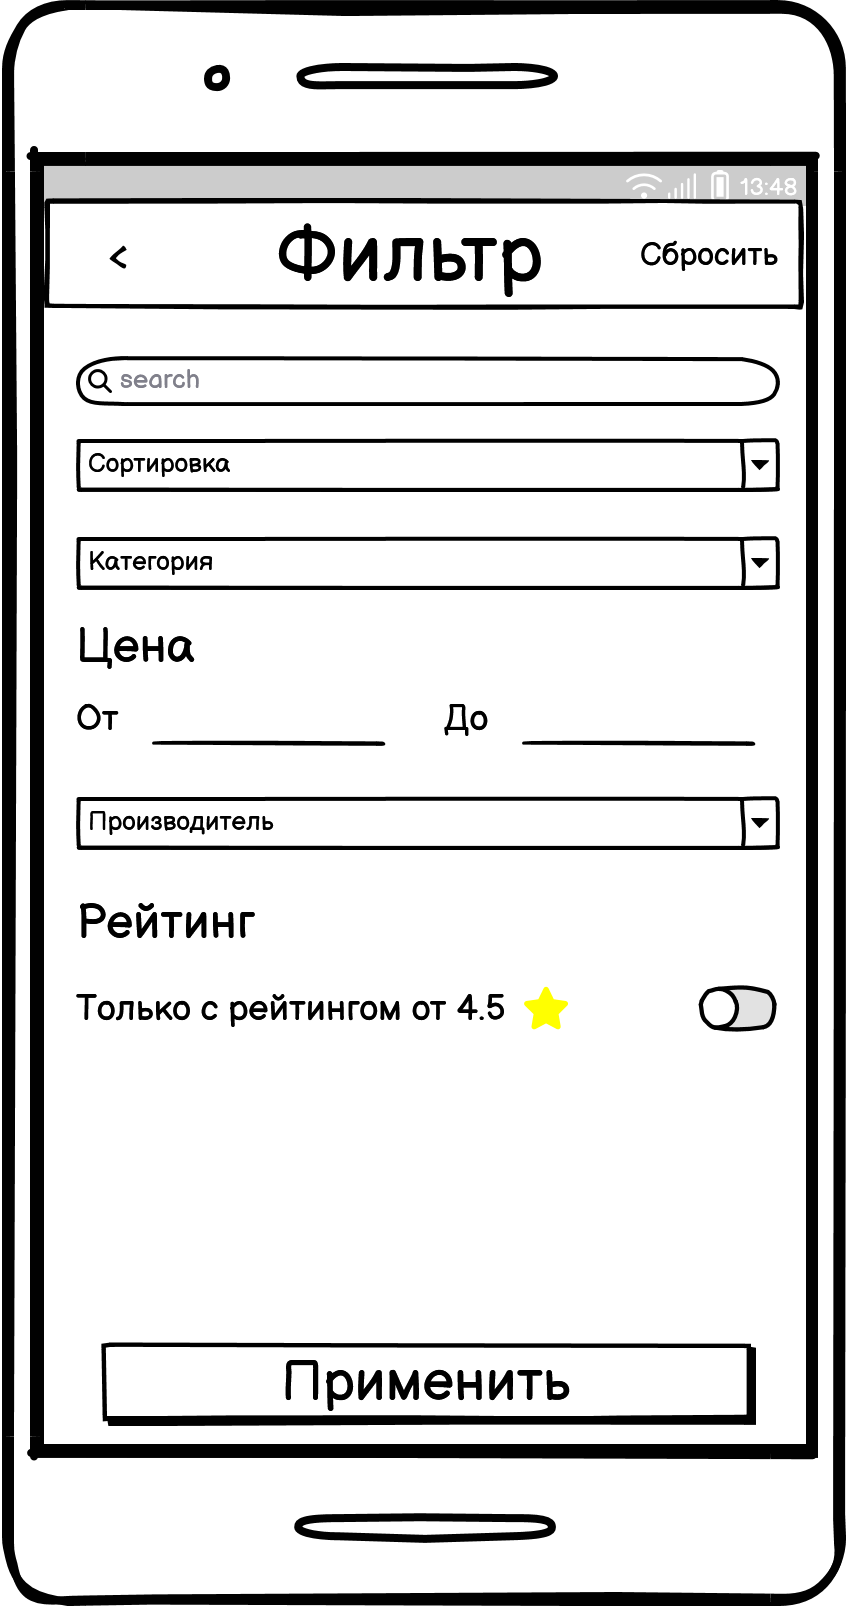 13:48
< Фильтр Сбросить
search
Сортировка
Категория
Цена
От До
Производитель
Рейтинг
Только с рейтингом от 4.5
Применить